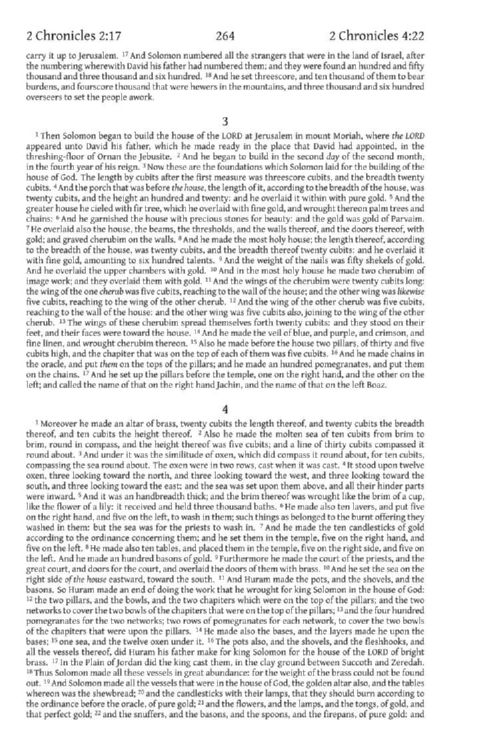 2 Chronicles 2:17 264 2 Chronicles 4:22
carry it up to Jerusalem. 17 And Solomon numbered all the strangers that were in the land of Israel, after
the numbering wherewith David his father had numbered them; and they were found an hundred and fifty
thousand and three thousand and six hundred. 18 And he set threescore, and ten thousand of them to bear
burdens, and fourscore thousand that were hewers in the mountains, and three thousand and six hundred
overseers to set the people awork.
3
1 Then Solomon began to build the house of the LORD at Jerusalem in mount Moriah, where the LORD
appeared unto David his father, which he made ready in the place that David had appointed, in the
threshing-floor of Ornan the Jebusite. 2 And he began to build in the second day of the second month,
in the fourth year of his reign. 3 Now these are the foundations which Solomon laid for the building of the
house of God. The length by cubits after the first measure was threescore cubits, and the breadth twenty
cubits. 4 And the porch that was before the house, the length of it, according to the breadth of the house, was
twenty cubits, and the height an hundred and twenty: and he overlaid it within with pure gold. 5 And the
greater house he cieled with fir tree, which he overlaid with fine gold, and wrought thereon palm trees and
chains: 6 And he garnished the house with precious stones for beauty: and the gold was gold of Parvaim.
7 He overlaid also the house, the beams, the thresholds, and the walls thereof, and the doors thereof, with
gold; and graved cherubim on the walls. 8 And he made the most holy house; the length thereof, according
to the breadth of the house, was twenty cubits, and the breadth thereof twenty cubits: and he overlaid it
with fine gold, amounting to six hundred talents. 9 And the weight of the nails was fifty shekels of gold.
And he overlaid the upper chambers with gold. 10 And in the most holy house he made two cherubim of
image work; and they overlaid them with gold. 11 And the wings of the cherubim were twenty cubits long:
the wing of the one cherub was five cubits, reaching to the wall of the house; and the other wing was likewise
five cubits, reaching to the wing of the other cherub. 12 And the wing of the other cherub was five cubits,
reaching to the wall of the house: and the other wing was five cubits also, joining to the wing of the other
cherub. 13 The wings of these cherubim spread themselves forth twenty cubits: and they stood on their
feet, and their faces were toward the house. 14 And he made the veil of blue, and purple, and crimson, and
fine linen, and wrought cherubim thereon. 15 Also he made before the house two pillars, of thirty and five
cubits high, and the chapiter that was on the top of each of them was five cubits. 16 And he made chains in
the oracle, and put them on the tops of the pillars; and he made an hundred pomegranates, and put them
on the chains. 17 And he set up the pillars before the temple, one on the right hand, and the other on the
left; and called the name of that on the right hand Jachin, and the name of that on the left Boaz.
4
1 Moreover he made an altar of brass, twenty cubits the length thereof, and twenty cubits the breadth
thereof, and ten cubits the height thereof. 2 Also he made the molten sea of ten cubits from brim to
brim, round in compass, and the height thereof was five cubits; and a line of thirty cubits compassed it
round about. 3 And under it was the similitude of oxen, which did compass it round about, for ten cubits,
compassing the sea round about. The oxen were in two rows, cast when it was cast. 4 It stood upon twelve
oxen, three looking toward the north, and three looking toward the west, and three looking toward the
south, and three looking toward the east: and the sea was set upon them above, and all their hinder parts
were inward. 5 And it was an handbreadth thick; and the brim thereof was wrought like the brim of a cup,
like the flower of a lily: it received and held three thousand baths. 6 He made also ten lavers, and put five
on the right hand, and five on the left, to wash in them; such things as belonged to the burnt offering they
washed in them: but the sea was for the priests to wash in. 7 And he made the ten candlesticks of gold
according to the ordinance concerning them; and he set them in the temple, five on the right hand, and
five on the left. 8 He made also ten tables, and placed them in the temple, five on the right side, and five on
the left. And he made an hundred basons of gold. 9 Furthermore he made the court of the priests, and the
great court, and doors for the court, and overlaid the doors of them with brass. 10 And he set the sea on the
right side of the house eastward, toward the south. 11 And Huram made the pots, and the shovels, and the
basons. So Huram made an end of doing the work that he wrought for king Solomon in the house of God:
12 the two pillars, and the bowls, and the two chapiters which were on the top of the pillars; and the two
networks to cover the two bowls of the chapiters that were on the top of the pillars; 13 and the four hundred
pomegranates for the two networks; two rows of pomegranates for each network, to cover the two bowls
of the chapiters that were upon the pillars. 14 He made also the bases, and the lavers made he upon the
bases; 15 one sea, and the twelve oxen under it. 16 The pots also, and the shovels, and the fleshhooks, and
all the vessels thereof, did Huram his father make for king Solomon for the house of the LORD of bright
brass. 17 In the Plain of Jordan did the king cast them, in the clay ground between Succoth and Zeredah.
18 Thus Solomon made all these vessels in great abundance: for the weight of the brass could not be found
out. 19 And Solomon made all the vessels that were in the house of God, the golden altar also, and the tables
whereon was the shewbread; 20 and the candlesticks with their lamps, that they should burn according to
the ordinance before the oracle, of pure gold; 21 and the flowers, and the lamps, and the tongs, of gold, and
that perfect gold; 22 and the snuffers, and the basons, and the spoons, and the firepans, of pure gold: and